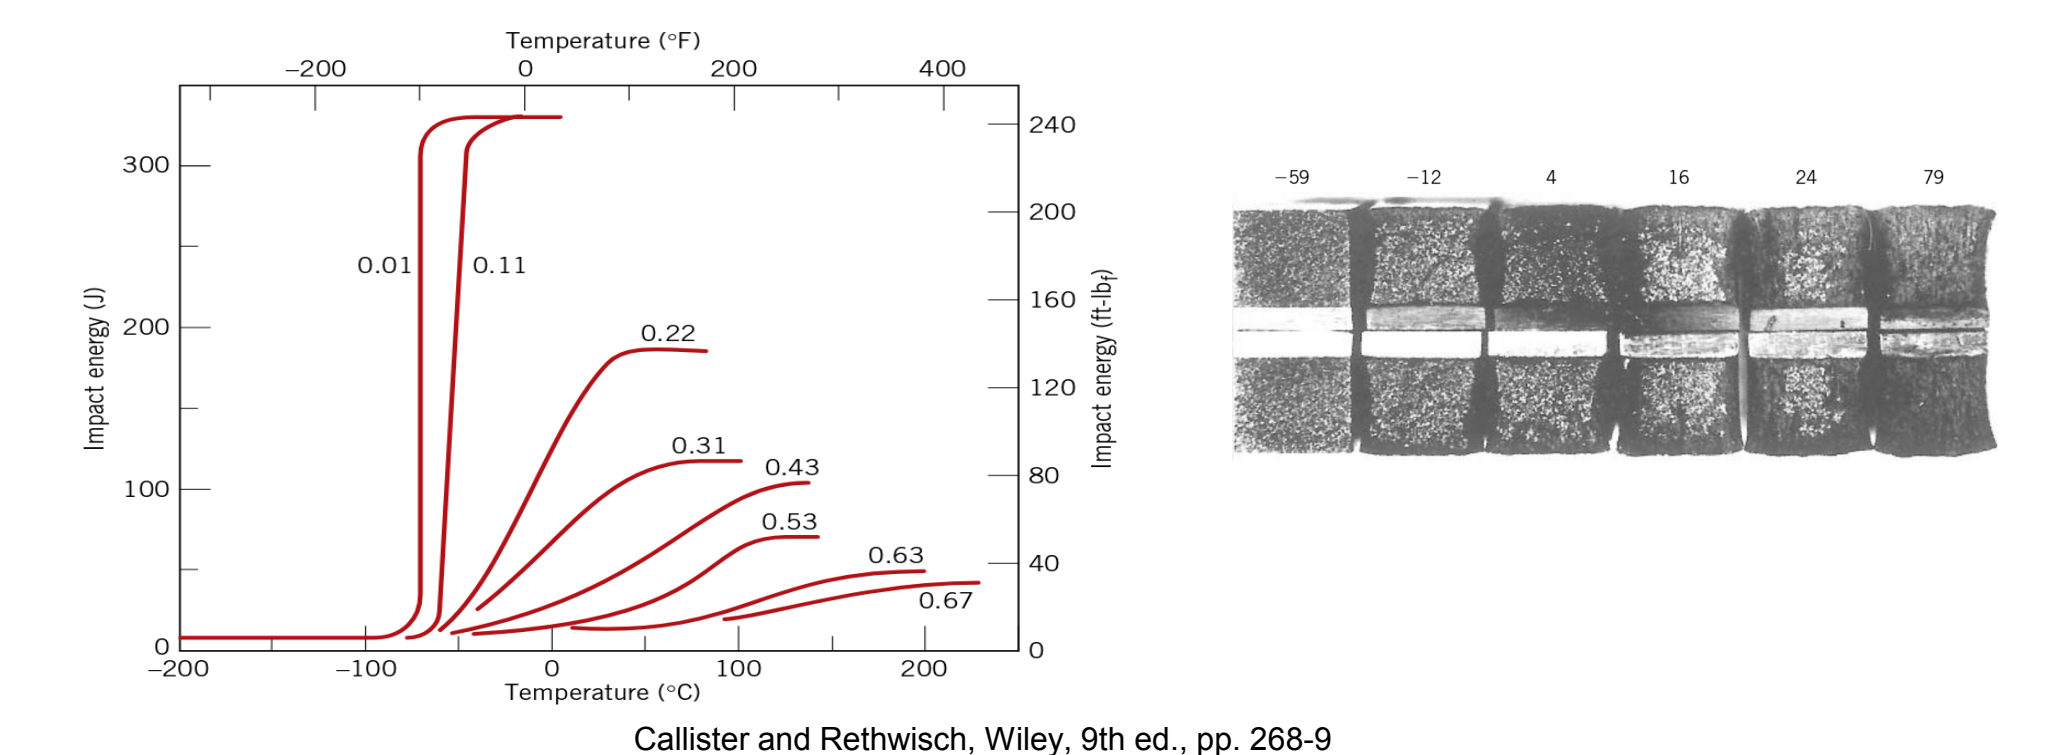 Temperature (°F)
−200 0 200 400
300
200
100
0
Impact energy (J)
240
200
160
120
80
40
0
Impact energy (ft-lbf)
0.01
0.11
0.22
0.31
0.43
0.53
0.63
0.67
−200 −100 0 100 200
Temperature (°C)
−59 −12 4 16 24 79
Callister and Rethwisch, Wiley, 9th ed., pp. 268-9